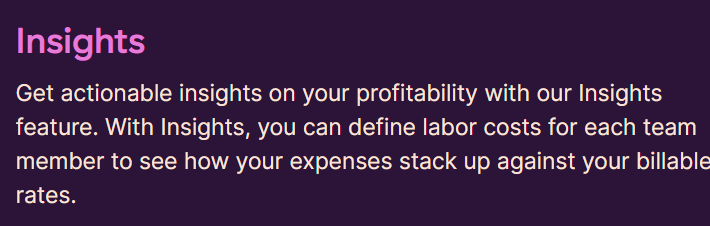 Insights
Get actionable insights on your profitability with our Insights
feature. With Insights, you can define labor costs for each team
member to see how your expenses stack up against your billable
rates.